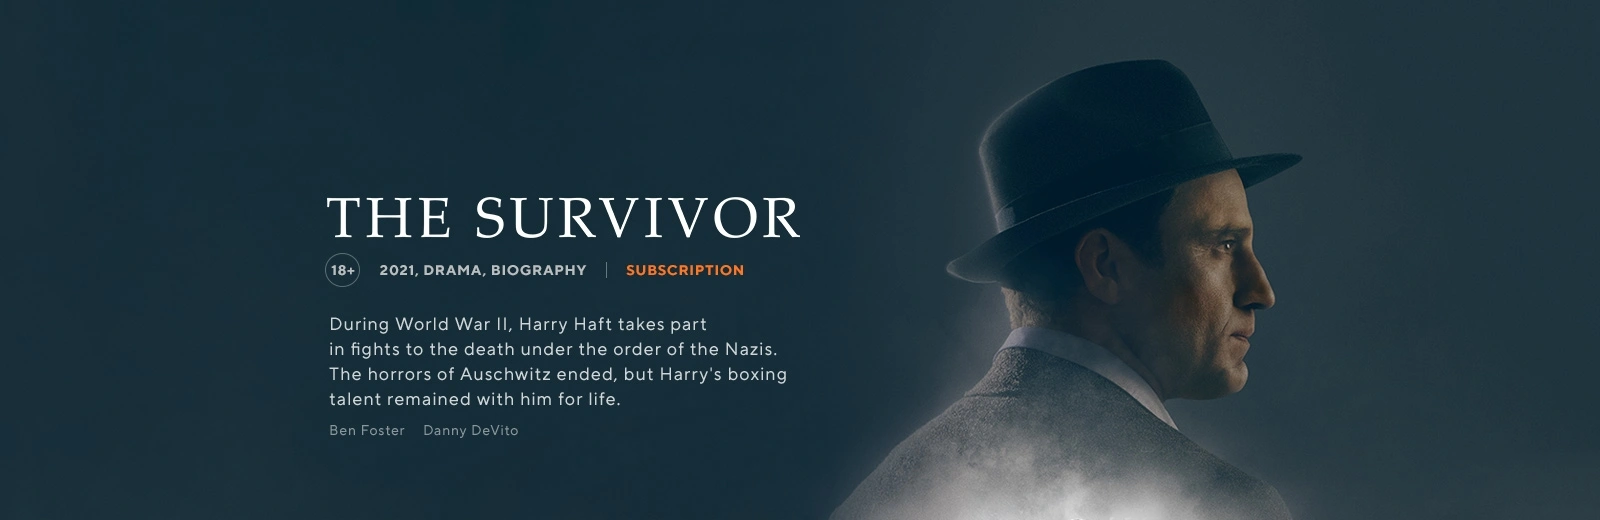 THE SURVIVOR
18+ 2021, DRAMA, BIOGRAPHY | SUBSCRIPTION
During World War II, Harry Haft takes part
in fights to the death under the order of the Nazis.
The horrors of Auschwitz ended, but Harry's boxing
talent remained with him for life.
Ben Foster Danny DeVito